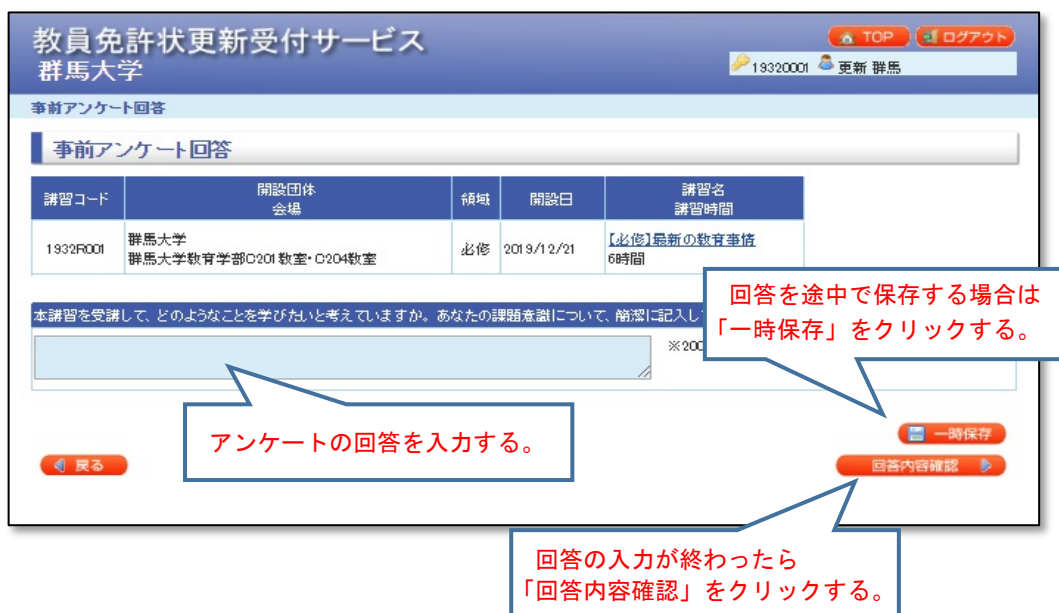 教員免許状更新受付サービス
群馬大学
TOP
ログアウト
19320001 更新 群馬
事前アンケート回答
事前アンケート回答
講習コード
開設団体
会場
領域
開設日
講習名
講習時間
1932R001
群馬大学
群馬大学教育学部C201教室・C204教室
必修
2019/12/21
【必修】最新の教育事情
6時間
回答を途中で保存する場合は
「一時保存」をクリックする。
本講習を受講して、どのようなことを学びたいと考えていますか。あなたの課題意識について、簡潔に記入し
※200
アンケートの回答を入力する。
一時保存
戻る
回答内容確認
回答の入力が終わったら
「回答内容確認」をクリックする。